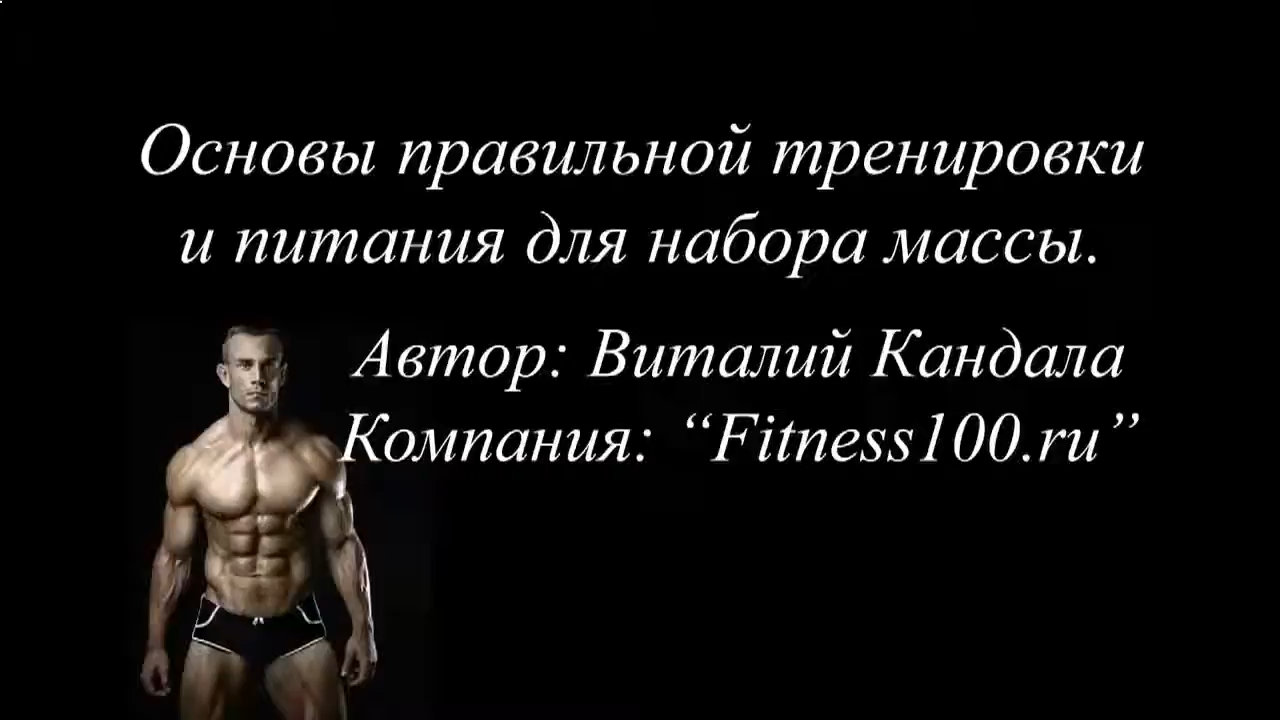 Основы правильной тренировки
и питания для набора массы.
Автор: Виталий Кандала
Компания: “Fitness100.ru”